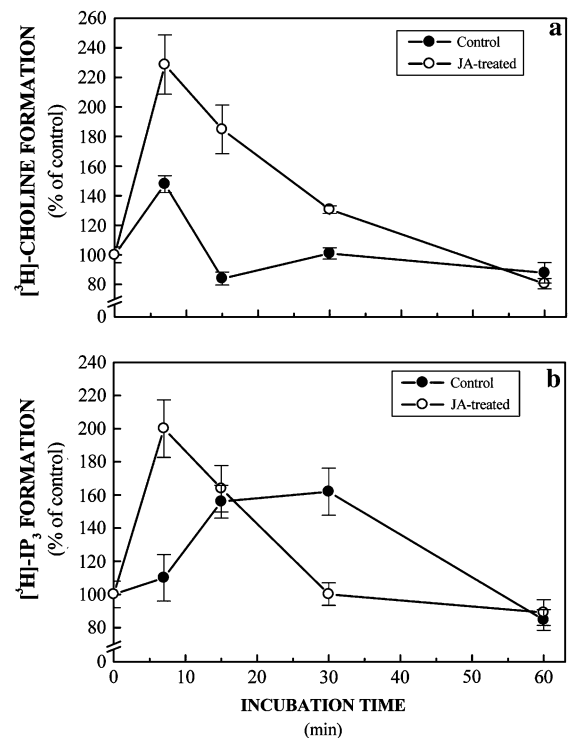 a
260
240
220
200
180
160
140
120
100
80
0
[³H]-CHOLINE FORMATION
(% of control)
Control
JA-treated
b
240
220
200
180
160
140
120
100
80
0
[³H]-IP₃ FORMATION
(% of control)
Control
JA-treated
0 10 20 30 40 50 60
INCUBATION TIME
(min)